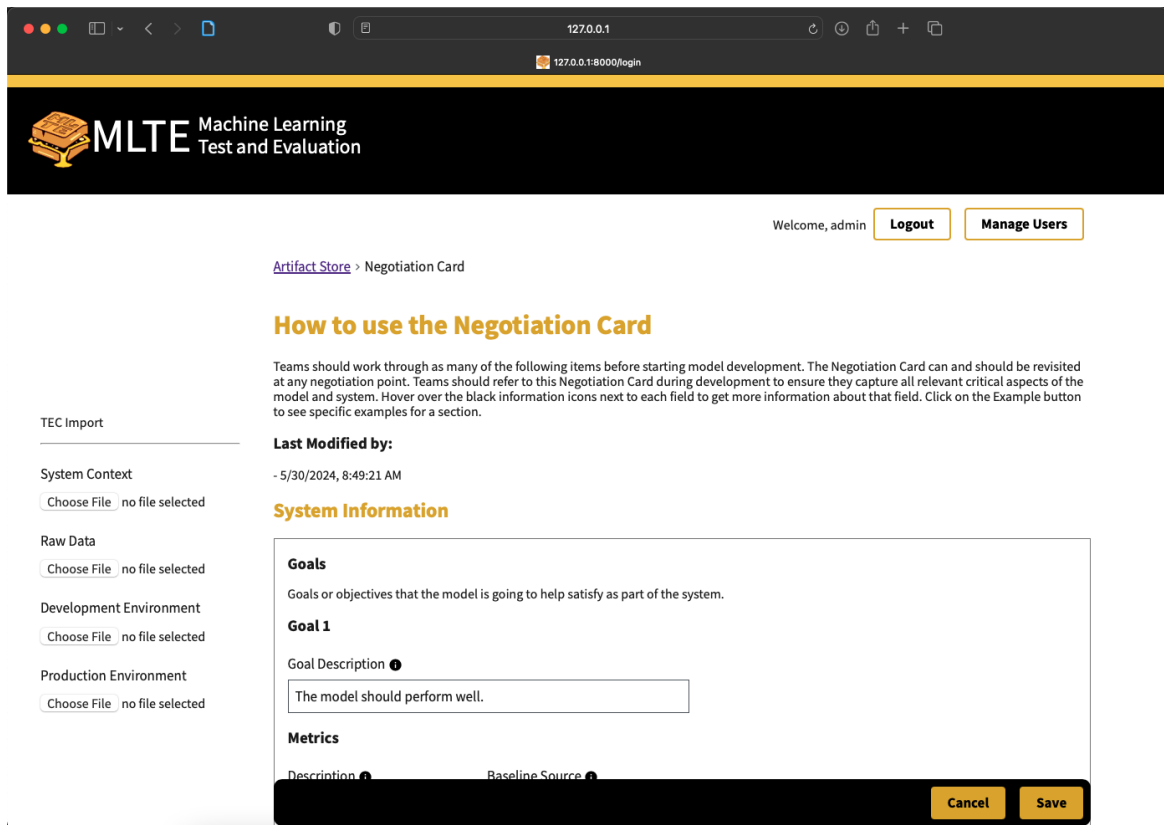 127.0.0.1
127.0.0.1:8000/login
MLTE Machine Learning
Test and Evaluation
Welcome, admin Logout Manage Users
Artifact Store > Negotiation Card
How to use the Negotiation Card
Teams should work through as many of the following items before starting model development. The Negotiation Card can and should be revisited
at any negotiation point. Teams should refer to this Negotiation Card during development to ensure they capture all relevant critical aspects of the
model and system. Hover over the black information icons next to each field to get more information about that field. Click on the Example button
to see specific examples for a section.
Last Modified by:
- 5/30/2024, 8:49:21 AM
TEC Import
System Context
Choose File no file selected
Raw Data
Choose File no file selected
Development Environment
Choose File no file selected
Production Environment
Choose File no file selected
System Information
Goals
Goals or objectives that the model is going to help satisfy as part of the system.
Goal 1
Goal Description
The model should perform well.
Metrics
Description Baseline Source
Cancel Save